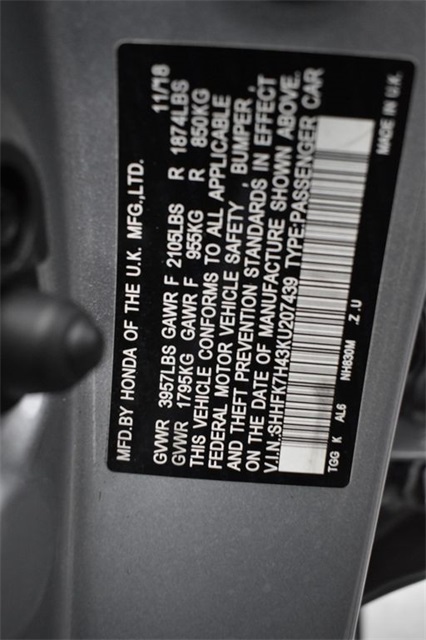 MFD.BY HONDA OF THE U.K. MFG.,LTD. 11/18
GVWR 3957LBS GAWR F 2105LBS R 1874LBS
GVWR 1795KG GAWR F 955KG R 850KG
THIS VEHICLE CONFORMS TO ALL APPLICABLE
FEDERAL MOTOR VEHICLE SAFETY , BUMPER ,
AND THEFT PREVENTION STANDARDS IN EFFECT
ON THE DATE OF MANUFACTURE SHOWN ABOVE.
V.I.N.:SHHFK7H43KU207439 TYPE:PASSENGER CAR
TGG K AL6 NH830M .Z.U MADE IN U.K.